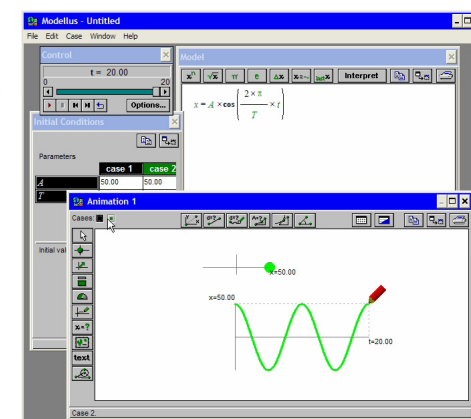 Modellus - Untitled
File Edit Case Window Help
Control
t = 20.00
0 20
Options...
Model
xⁿ √x π e Δx Interpret
x = A × cos ( 2 × π / T × t )
Initial Conditions
Parameters
case 1 case 2
A 50.00 50.00
T
Initial val
Animation 1
Cases:
x=?
text
x=50.00
x=50.00
t=20.00
Case 2.